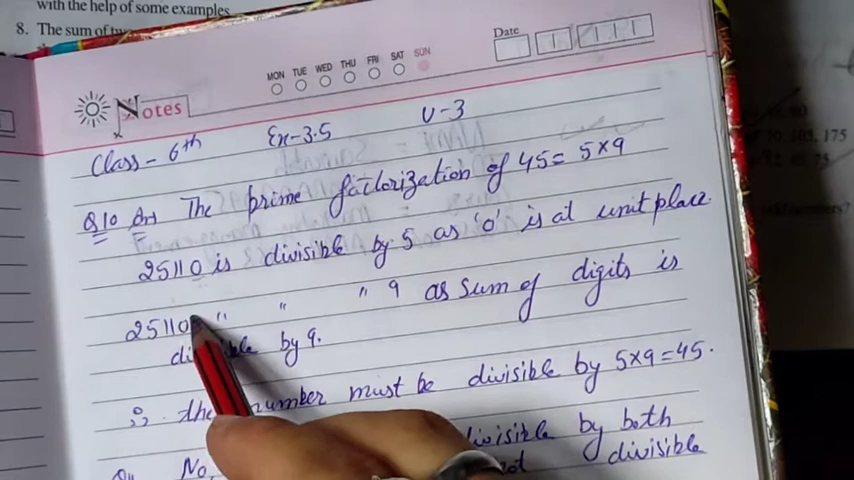 with the help of some examples
8. The sum of
Notes
MON TUE WED THU FRI SAT SUN
Date
Class - 6th Ex-3.5 U-3
Q10 Ans The prime factorization of 45 = 5×9
25110 is divisible by 5 as '0' is at unit place.
25110 " " " 9 as sum of digits is
by 9.
∴ the number must be divisible by 5×9=45.
divisible by both
No, divisible
175